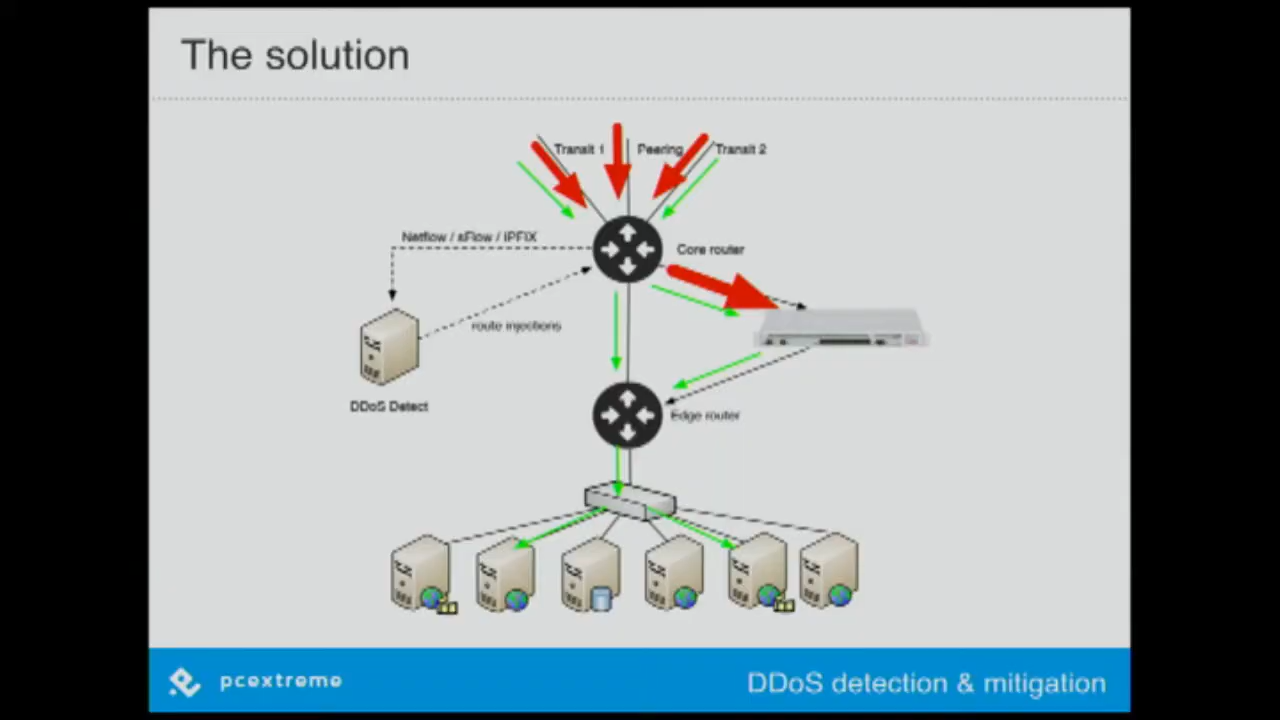 The solution
Transit 1
Peering
Transit 2
Netflow / sFlow / IPFIX
Core router
route injections
DDoS Detect
Edge router
pcextreme
DDoS detection & mitigation